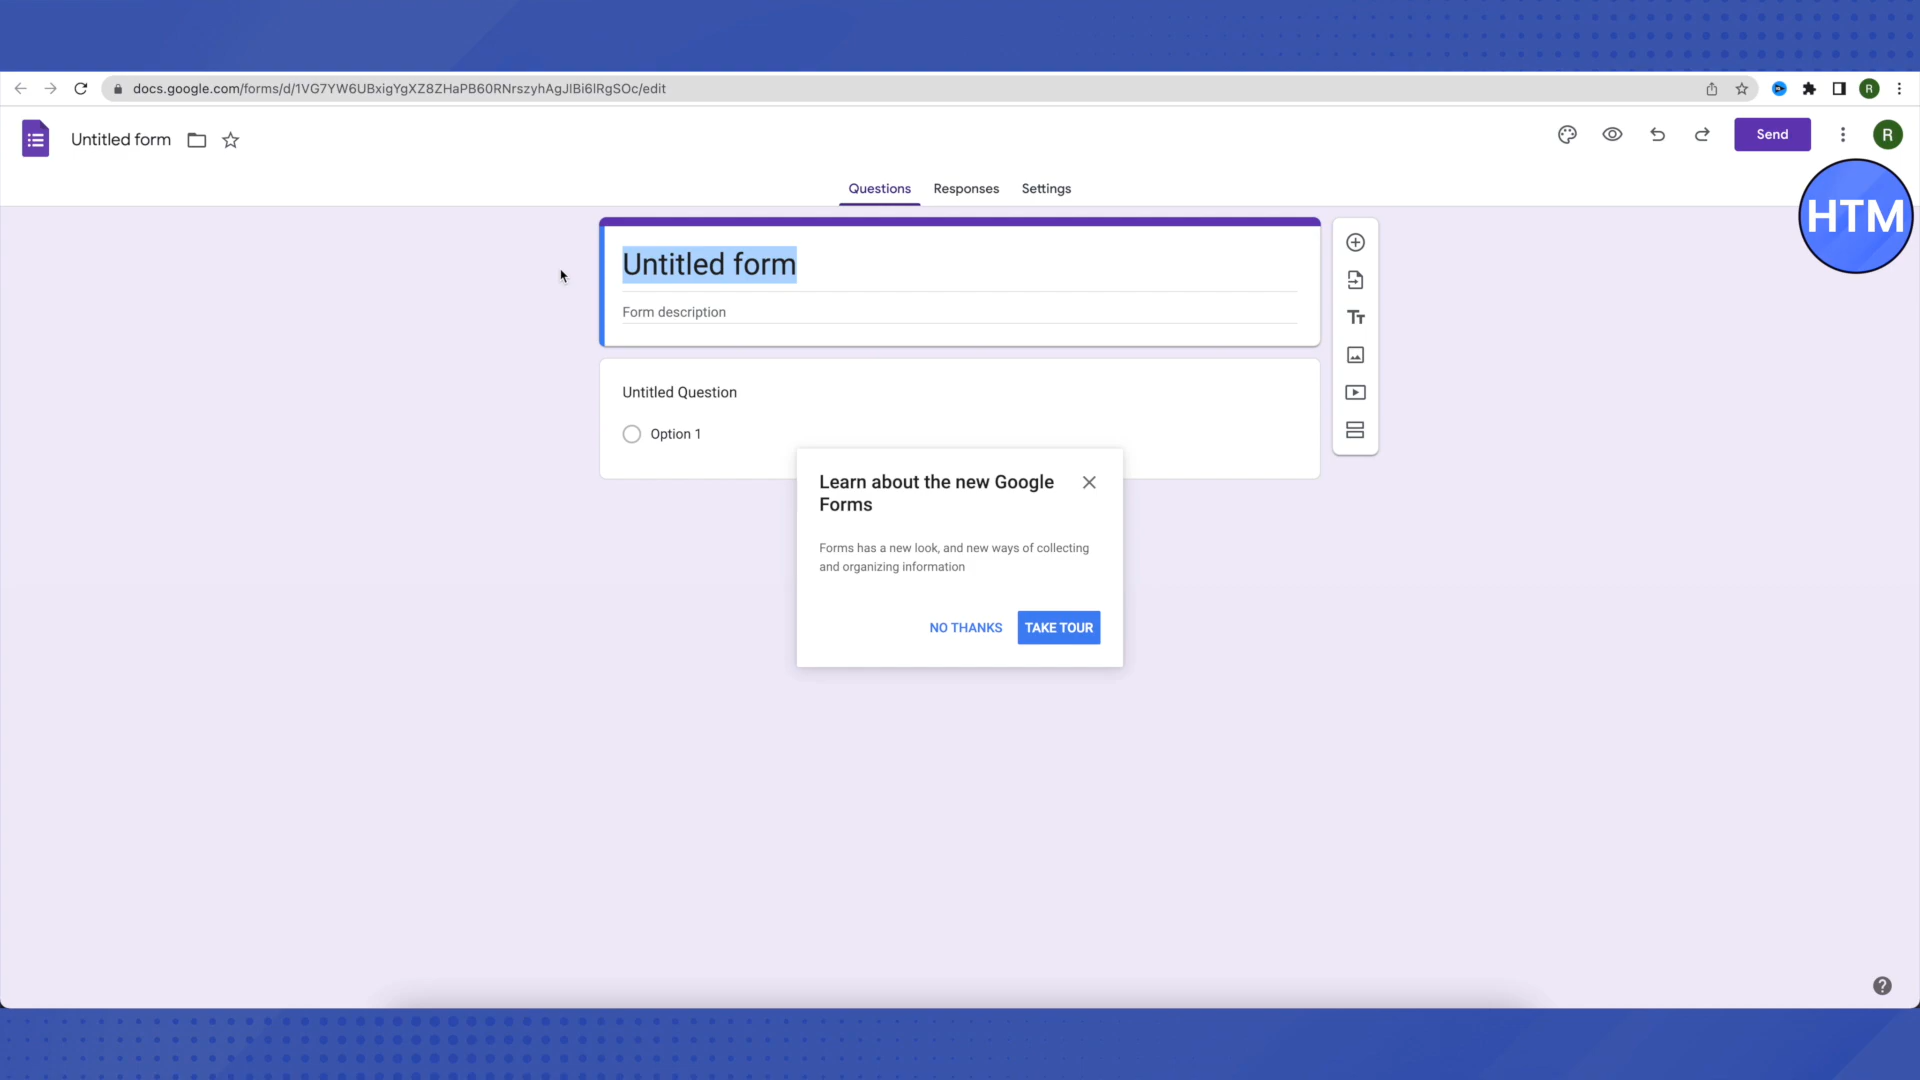 docs.google.com/forms/d/1VG7YW6UBxigYgXZ8ZHaPB60RNrszyhAgJIBi6lRgSOc/edit
R
Untitled form
Send
R
Questions
Responses
Settings
HTM
Untitled form
Form description
Untitled Question
Option 1
Learn about the new Google
Forms
Forms has a new look, and new ways of collecting
and organizing information
NO THANKS
TAKE TOUR